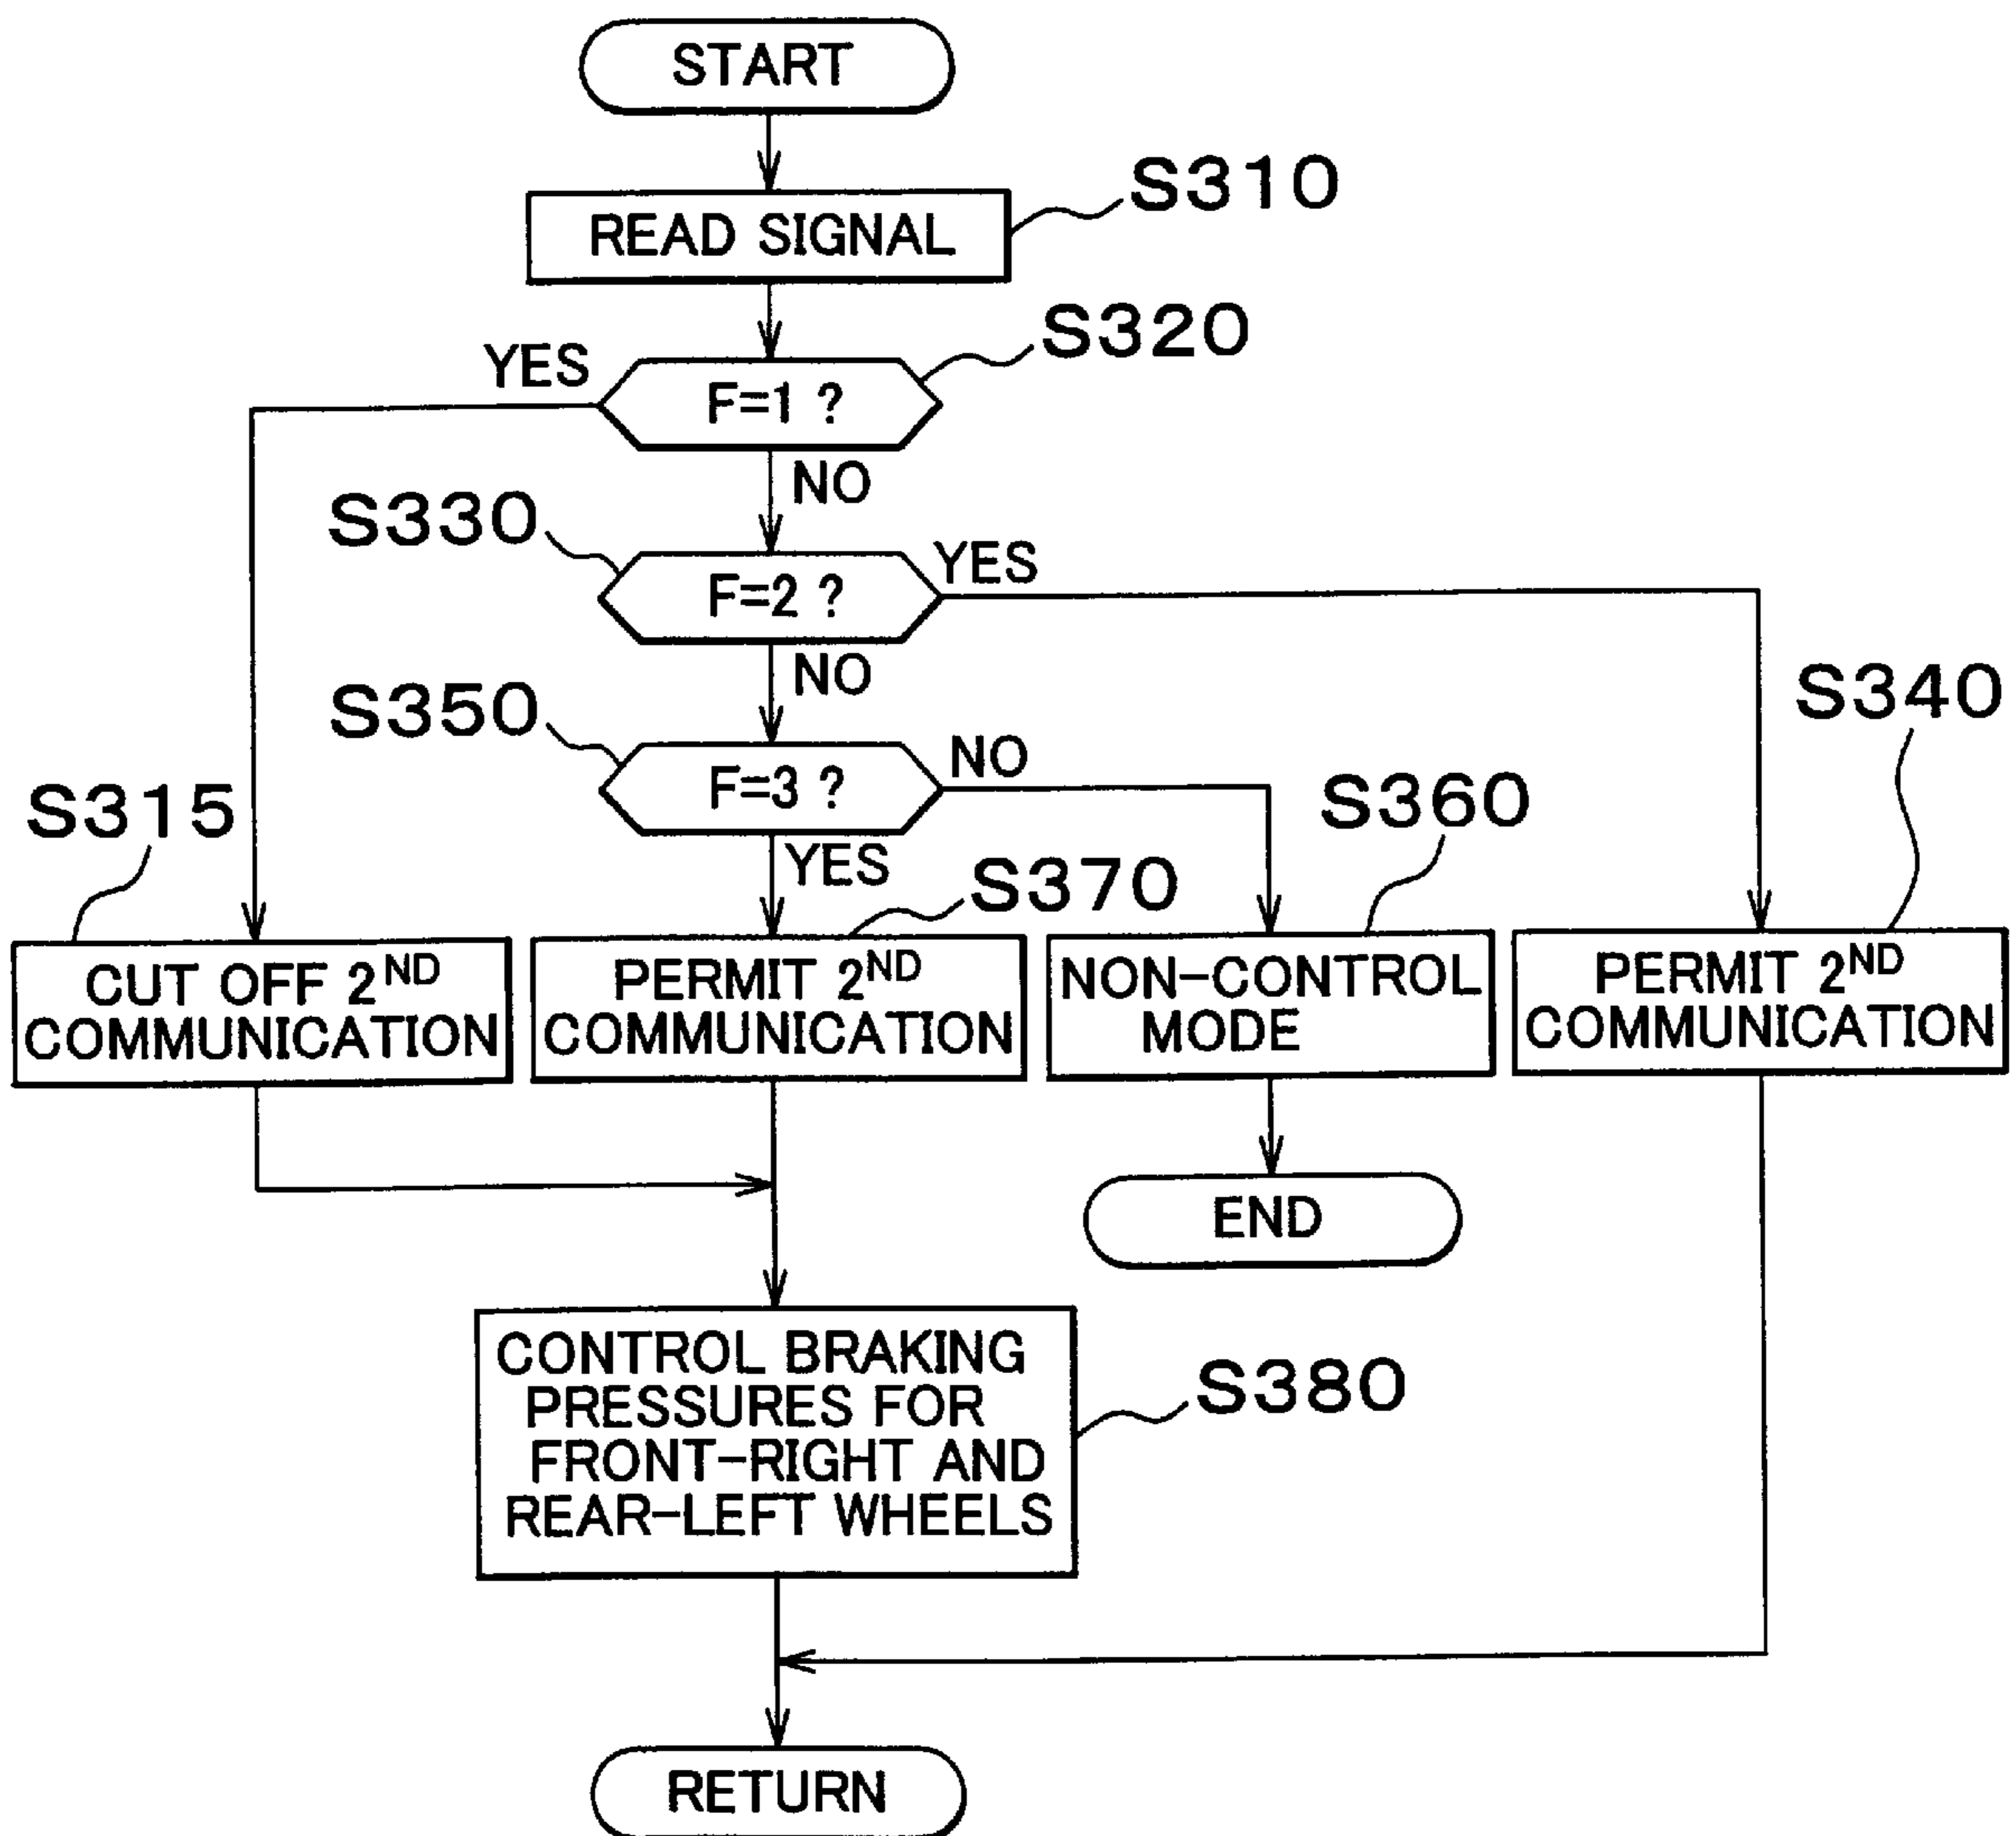 START
S310
READ SIGNAL
S320
YES
F=1 ?
NO
S330
YES
F=2 ?
NO
S340
S350
NO
F=3 ?
S360
S315
YES
S370
CUT OFF 2ND
COMMUNICATION
PERMIT 2ND
COMMUNICATION
NON-CONTROL
MODE
PERMIT 2ND
COMMUNICATION
END
CONTROL BRAKING
PRESSURES FOR
FRONT-RIGHT AND
REAR-LEFT WHEELS
S380
RETURN